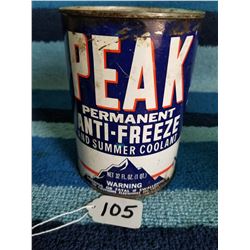 PEAK
PERMANENT
ANTI-FREEZE
AND SUMMER COOLANT
NET 32 FL. OZ. (1 QT.)
WARNING
105